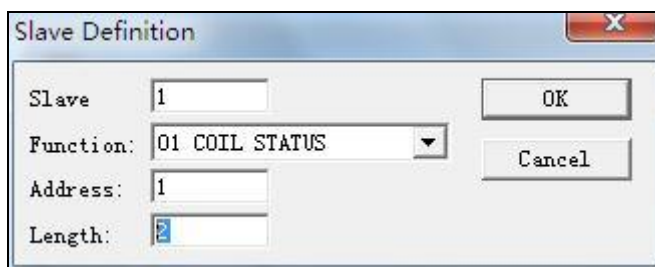 Slave Definition
Slave 1
OK
Function: 01 COIL STATUS
Cancel
Address: 1
Length: 2